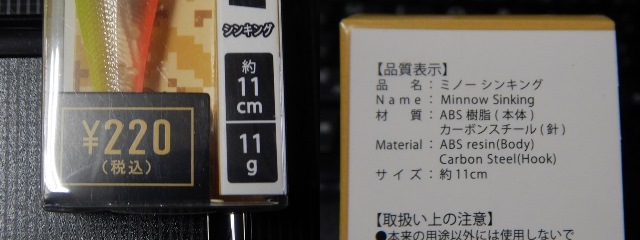 シンキング
約
11
cm
11
g
¥220
(税込)
【品質表示】
品名：ミノー シンキング
Name：Minnow Sinking
材質：ABS 樹脂(本体)
カーボンスチール(針)
Material：ABS resin(Body)
Carbon Steel(Hook)
サイズ：約11cm
【取扱い上の注意】
●本来の用途以外には使用しないで